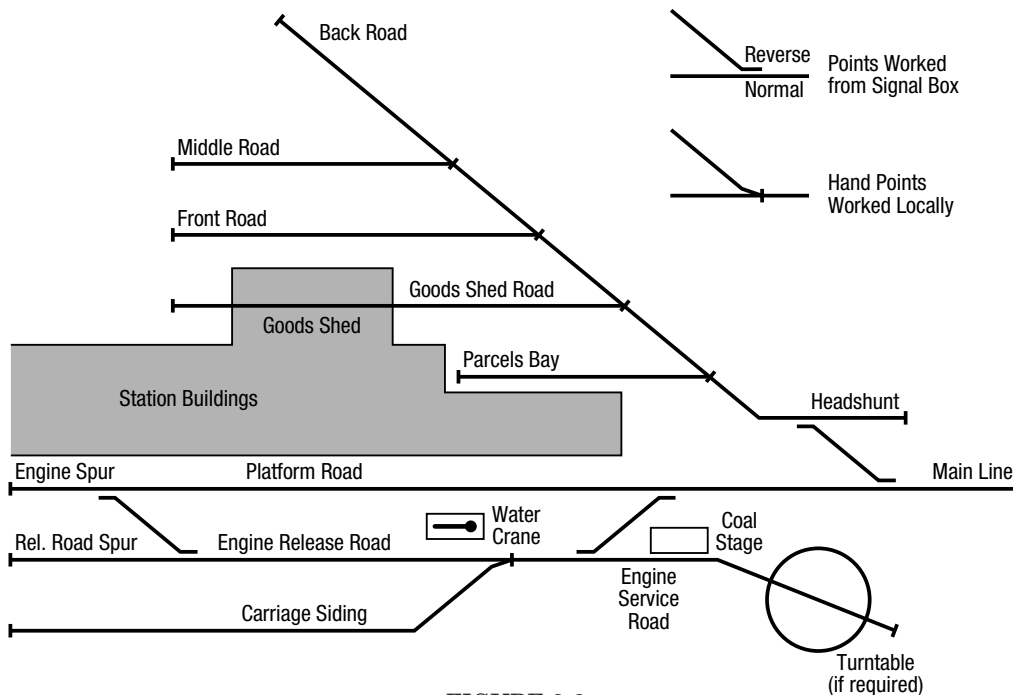 Back Road
Reverse
Normal
Points Worked
from Signal Box
Middle Road
Hand Points
Worked Locally
Front Road
Goods Shed Road
Goods Shed
Parcels Bay
Station Buildings
Headshunt
Engine Spur
Platform Road
Main Line
Water
Crane
Coal
Stage
Rel. Road Spur
Engine Release Road
Engine
Service
Road
Carriage Siding
Turntable
(if required)